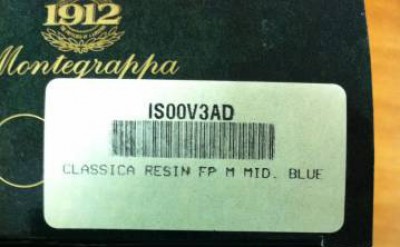 1912
Montegrappa
IS00V3AD
CLASSICA RESIN FP M MID. BLUE